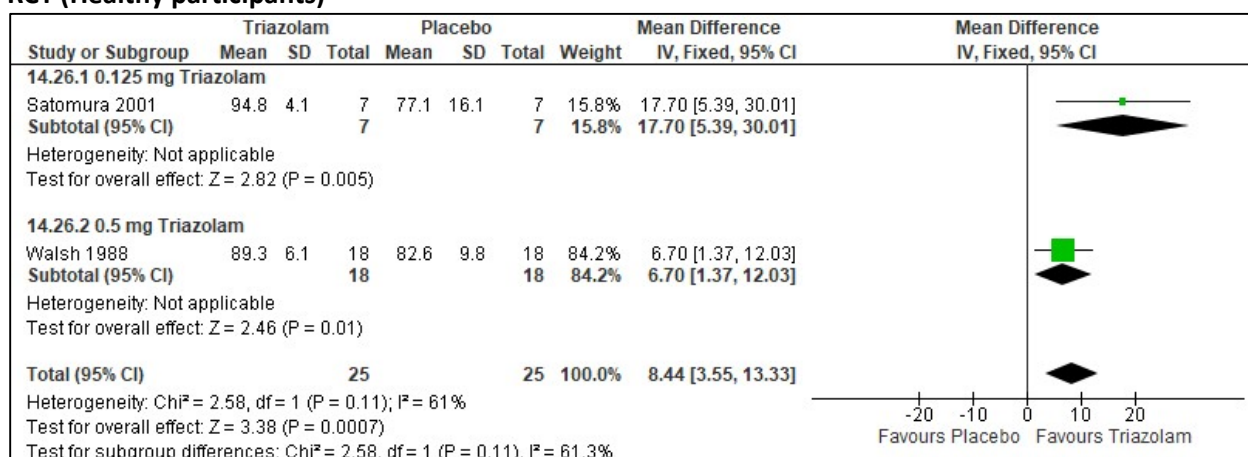 RCT (Healthy participants)
Triazolam Placebo Mean Difference Mean Difference
Study or Subgroup Mean SD Total Mean SD Total Weight IV, Fixed, 95% CI IV, Fixed, 95% CI
14.26.1 0.125 mg Triazolam
Satomura 2001 94.8 4.1 7 77.1 16.1 7 15.8% 17.70 [5.39, 30.01]
Subtotal (95% CI) 7 7 15.8% 17.70 [5.39, 30.01]
Heterogeneity: Not applicable
Test for overall effect: Z = 2.82 (P = 0.005)
14.26.2 0.5 mg Triazolam
Walsh 1988 89.3 6.1 18 82.6 9.8 18 84.2% 6.70 [1.37, 12.03]
Subtotal (95% CI) 18 18 84.2% 6.70 [1.37, 12.03]
Heterogeneity: Not applicable
Test for overall effect: Z = 2.46 (P = 0.01)
Total (95% CI) 25 25 100.0% 8.44 [3.55, 13.33]
Heterogeneity: Chi² = 2.58, df = 1 (P = 0.11); I² = 61%
Test for overall effect: Z = 3.38 (P = 0.0007)
Test for subgroup differences: Chi² = 2.58, df = 1 (P = 0.11), I² = 61.3%
-20 -10 0 10 20
Favours Placebo Favours Triazolam